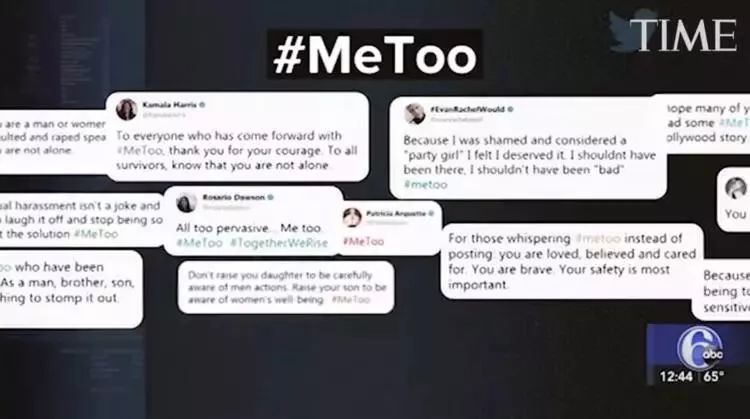 TIME
#MeToo
are a man or women
ulted and raped spea
are not alone.
Kamala Harris
To everyone who has come forward with
#MeToo, thank you for your courage. To all
survivors, know that you are not alone.
#EvanRachelWould
Because I was shamed and considered a
"party girl" I felt I deserved it. I shouldnt have
been there, I shouldn't have been "bad"
#metoo
hope many of y
ad some #MeT
ollywood story
ual harassment isn't a joke and
laugh it off and stop being so
t the solution #MeToo
Rosario Dawson
All too pervasive... Me too.
#MeToo #TogetherWeRise
Patricia Arquette
#MeToo
You
oo who have been
As a man, brother, son,
hing to stomp it out.
Don't raise you daughter to be carefully
aware of men actions. Raise your son to be
aware of women's well-being. #MeToo
For those whispering #metoo instead of
posting: you are loved, believed and cared
for. You are brave. Your safety is most
important.
Because
being to
sensitiv
6 abc
12:44 65°